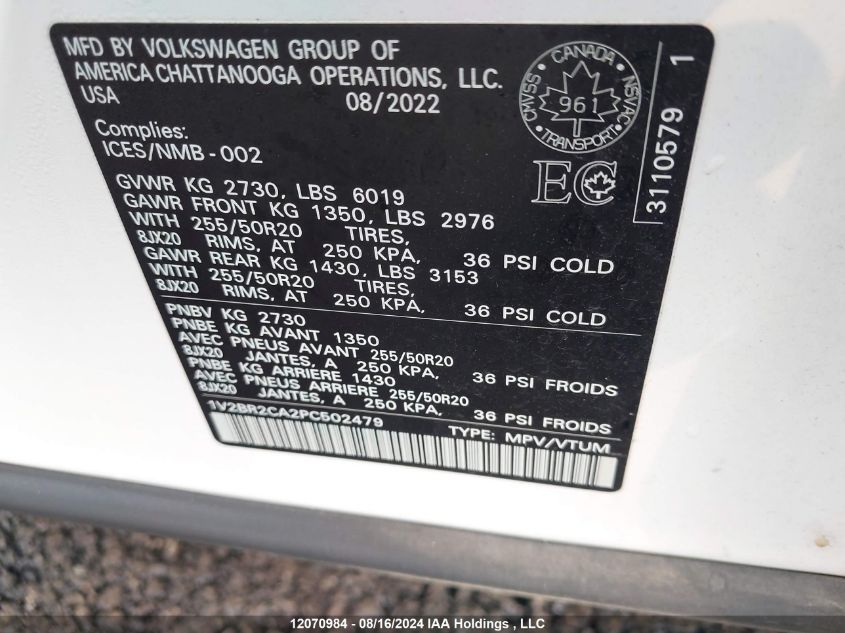 MFD BY VOLKSWAGEN GROUP OF
AMERICA CHATTANOOGA OPERATIONS, LLC.
USA 08/2022
Complies:
ICES/NMB-002
GVWR KG 2730, LBS 6019
GAWR FRONT KG 1350, LBS 2976
WITH 255/50R20 TIRES,
8JX20 RIMS, AT 250 KPA, 36 PSI COLD
GAWR REAR KG 1430, LBS 3153
WITH 255/50R20 TIRES,
8JX20 RIMS, AT 250 KPA, 36 PSI COLD
PNBV KG 2730
PNBE KG AVANT 1350
AVEC PNEUS AVANT 255/50R20
8JX20 JANTES, A 250 KPA, 36 PSI FROIDS
PNBE KG ARRIERE 1430
AVEC PNEUS ARRIERE 255/50R20
8JX20 JANTES, A 250 KPA, 36 PSI FROIDS
1V2BR2CA2PC502479 TYPE: MPV/VTUM
CANADA
CMVSS 961 NSVAC
TRANSPORT
EC
3110579 1
12070984 - 08/16/2024 IAA Holdings , LLC